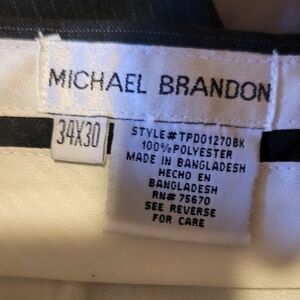 MICHAEL BRANDON
34X30
STYLE# TPD01270BK
100% POLYESTER
MADE IN BANGLADESH
HECHO EN
BANGLADESH
RN# 75670
SEE REVERSE
FOR CARE